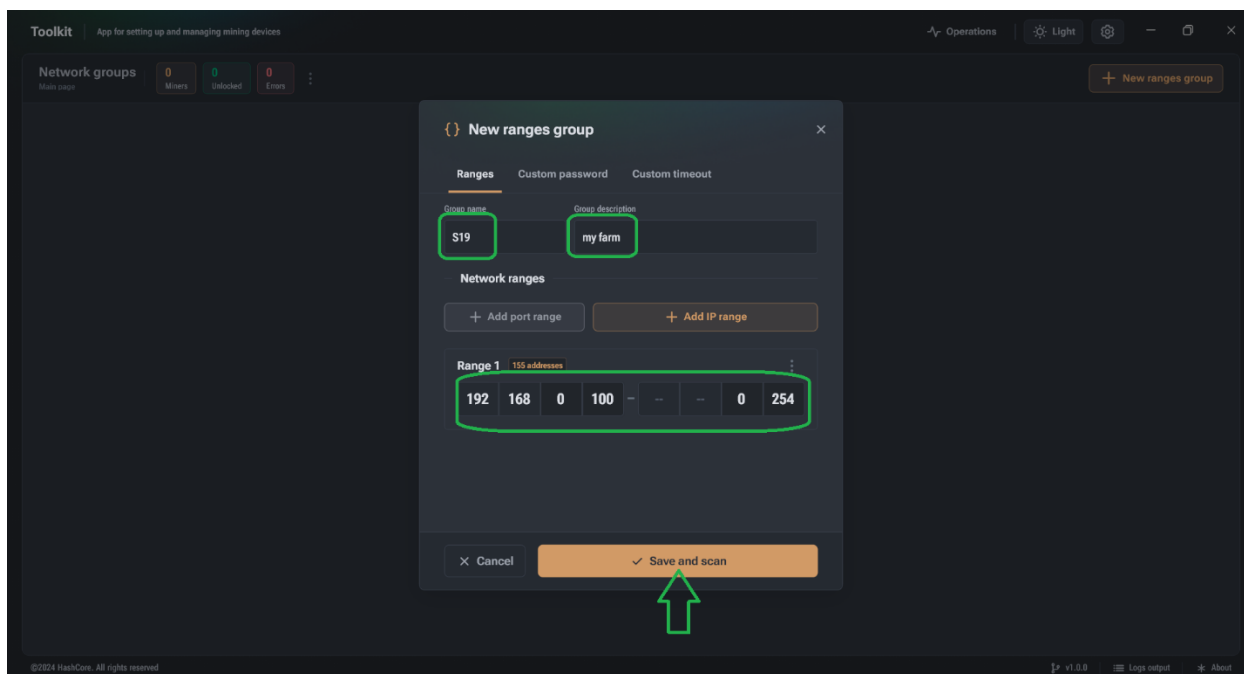 Toolkit App for setting up and managing mining devices Operations Light
Network groups 0 0 0
Main page Miners Unlocked Errors
+ New ranges group
{} New ranges group
Ranges Custom password Custom timeout
Group name Group description
S19 my farm
Network ranges
+ Add port range + Add IP range
Range 1 155 addresses
192 168 0 100 – -- -- 0 254
Cancel Save and scan
©2024 HashCore. All rights reserved v1.0.0 Logs output About